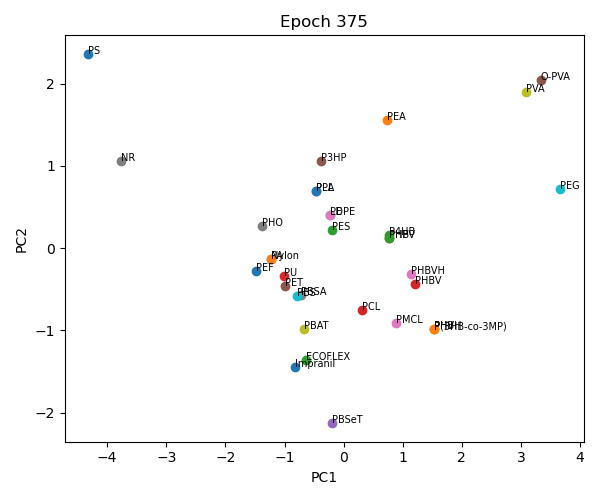 Epoch 375
PS
O-PVA
PVA
PEA
NR
P3HP
PEG
PLA
LDPE
PHO
PES
P4HB
PHBV
Nylon
PEF
PU
PHBVH
PET
PHBV
PBSA
PBS
PCL
PMCL
PBAT
P(3HB-co-3MP)
ECOFLEX
Impranil
PBSeT
PC1
PC2
−4
−3
−2
−1
0
1
2
3
4
2
1
0
−1
−2